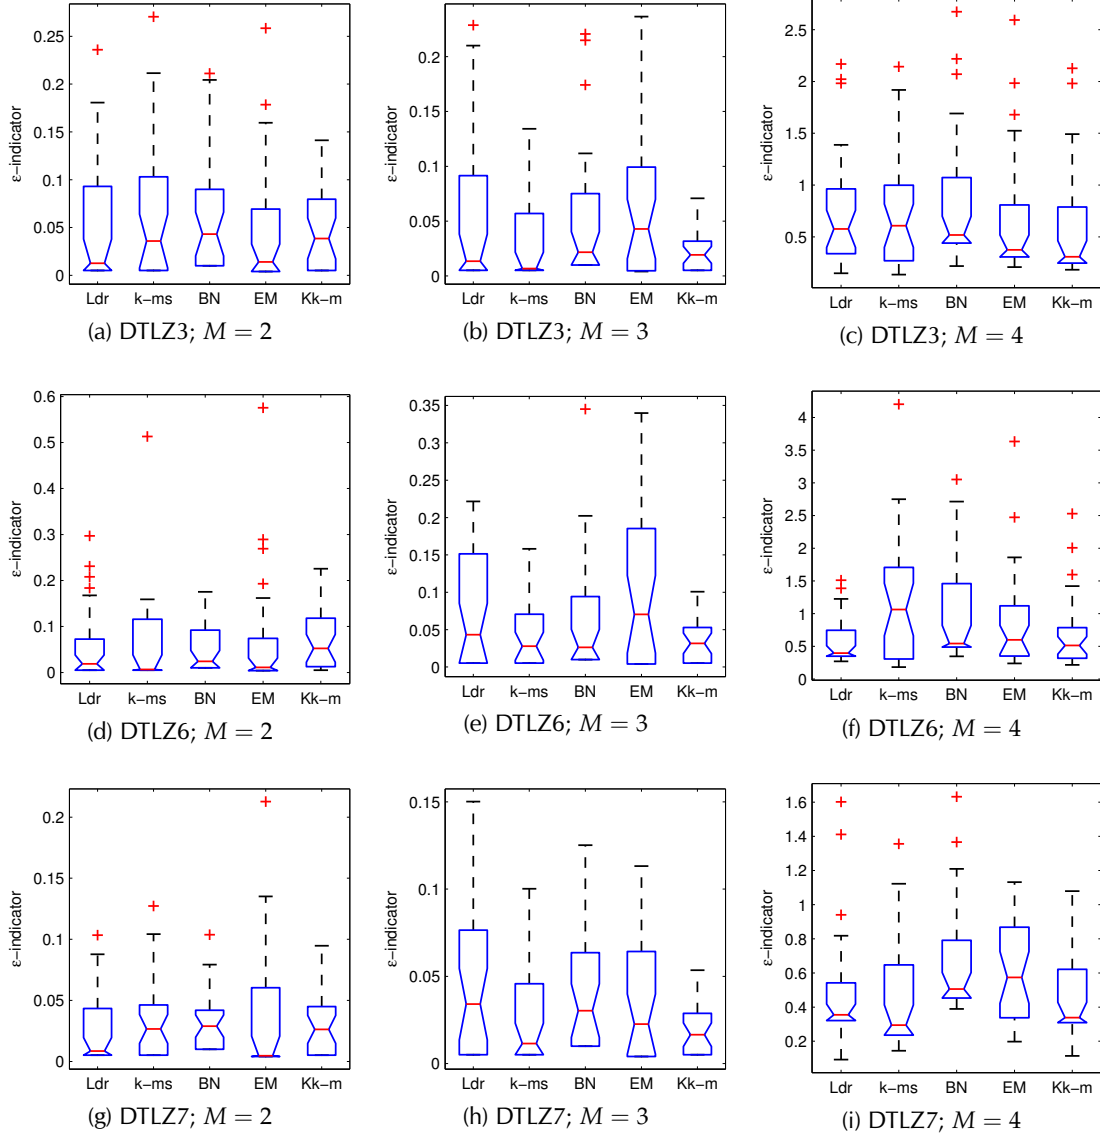 0.25
0.2
0.15
0.1
0.05
0
ε−indicator
Ldr k−ms BN EM Kk−m
(a) DTLZ3; M = 2
0.2
0.15
0.1
0.05
0
ε−indicator
Ldr k−ms BN EM Kk−m
(b) DTLZ3; M = 3
2.5
2
1.5
1
0.5
ε−indicator
Ldr k−ms BN EM Kk−m
(c) DTLZ3; M = 4
0.6
0.5
0.4
0.3
0.2
0.1
0
ε−indicator
Ldr k−ms BN EM Kk−m
(d) DTLZ6; M = 2
0.35
0.3
0.25
0.2
0.15
0.1
0.05
0
ε−indicator
Ldr k−ms BN EM Kk−m
(e) DTLZ6; M = 3
4
3.5
3
2.5
2
1.5
1
0.5
0
ε−indicator
Ldr k−ms BN EM Kk−m
(f) DTLZ6; M = 4
0.2
0.15
0.1
0.05
0
ε−indicator
Ldr k−ms BN EM Kk−m
(g) DTLZ7; M = 2
0.15
0.1
0.05
0
ε−indicator
Ldr k−ms BN EM Kk−m
(h) DTLZ7; M = 3
1.6
1.4
1.2
1
0.8
0.6
0.4
0.2
ε−indicator
Ldr k−ms BN EM Kk−m
(i) DTLZ7; M = 4